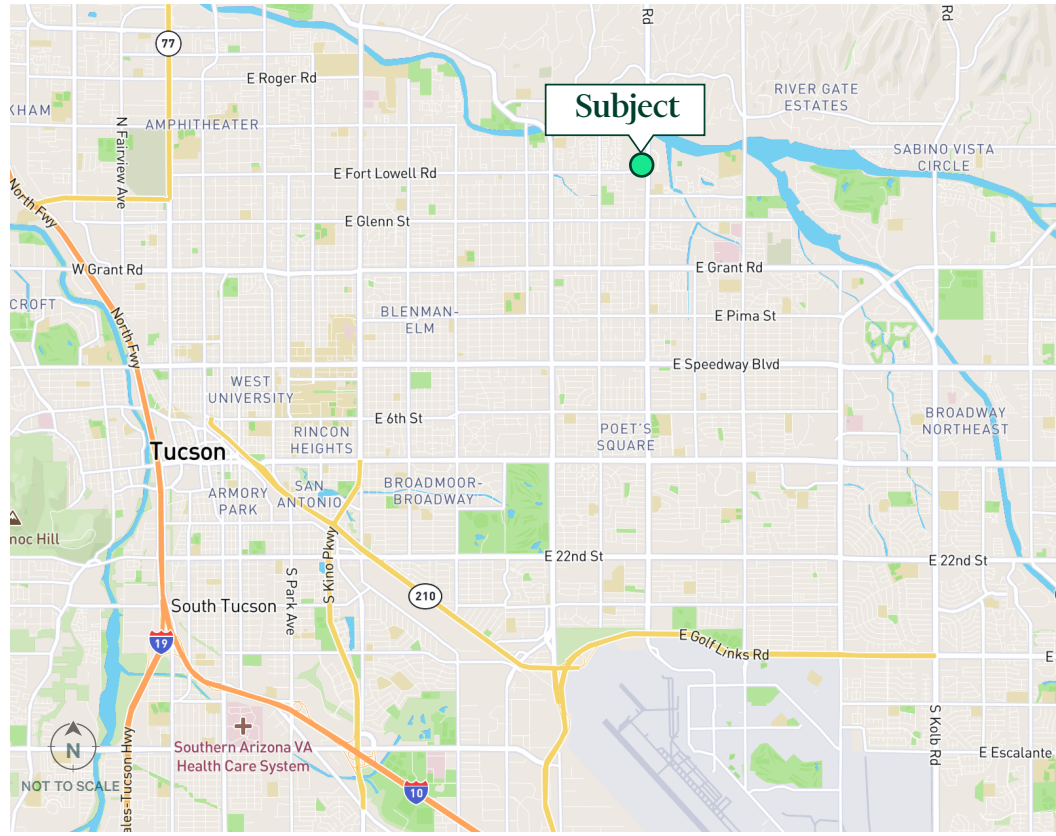 Rd
Rd
77
E Roger Rd
RIVER GATE
ESTATES
Subject
KHAM
AMPHITHEATER
N Fairview Ave
SABINO VISTA
CIRCLE
E Fort Lowell Rd
North Fwy
E Glenn St
W Grant Rd
E Grant Rd
CROFT
North Fwy
BLENMAN-
ELM
E Pima St
E Speedway Blvd
WEST
UNIVERSITY
E 6th St
RINCON
HEIGHTS
POET'S
SQUARE
BROADWAY
NORTHEAST
Tucson
ARMORY
PARK
SAN
ANTONIO
BROADMOOR-
BROADWAY
moc Hill
S Kino Pkwy
E 22nd St
E 22nd St
S Park Ave
210
South Tucson
19
E Golf Links Rd
E
S Kolb Rd
N
NOT TO SCALE
Southern Arizona VA
Health Care System
E Escalante
ales-Tucson Hwy
10